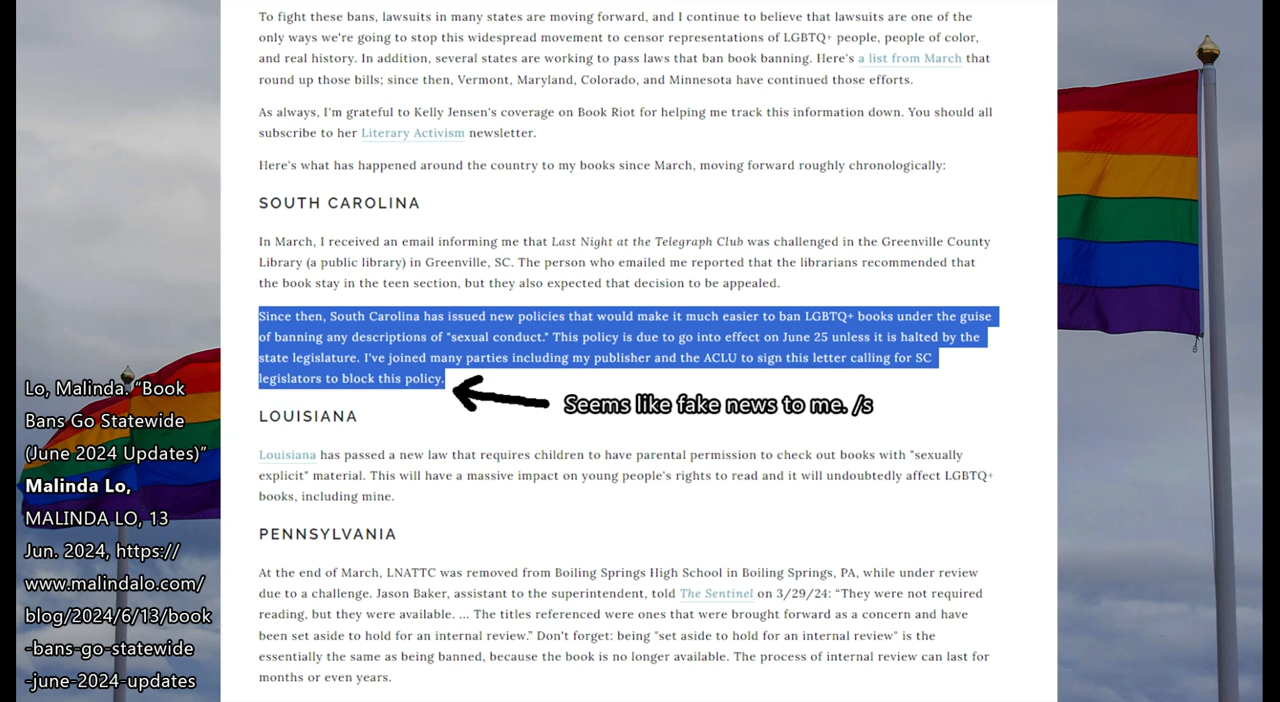 To fight these bans, lawsuits in many states are moving forward, and I continue to believe that lawsuits are one of the
only ways we're going to stop this widespread movement to censor representations of LGBTQ+ people, people of color,
and real history. In addition, several states are working to pass laws that ban book banning. Here's a list from March that
round up those bills; since then, Vermont, Maryland, Colorado, and Minnesota have continued those efforts.
As always, I'm grateful to Kelly Jensen's coverage on Book Riot for helping me track this information down. You should all
subscribe to her Literary Activism newsletter.
Here's what has happened around the country to my books since March, moving forward roughly chronologically:
SOUTH CAROLINA
In March, I received an email informing me that Last Night at the Telegraph Club was challenged in the Greenville County
Library (a public library) in Greenville, SC. The person who emailed me reported that the librarians recommended that
the book stay in the teen section, but they also expected that decision to be appealed.
Since then, South Carolina has issued new policies that would make it much easier to ban LGBTQ+ books under the guise
of banning any descriptions of "sexual conduct." This policy is due to go into effect on June 25 unless it is halted by the
state legislature. I've joined many parties including my publisher and the ACLU to sign this letter calling for SC
legislators to block this policy.
Seems like fake news to me. /s
LOUISIANA
Louisiana has passed a new law that requires children to have parental permission to check out books with "sexually
explicit" material. This will have a massive impact on young people's rights to read and it will undoubtedly affect LGBTQ+
books, including mine.
PENNSYLVANIA
At the end of March, LNATTC was removed from Boiling Springs High School in Boiling Springs, PA, while under review
due to a challenge. Jason Baker, assistant to the superintendent, told The Sentinel on 3/29/24: “They were not required
reading, but they were available. ... The titles referenced were ones that were brought forward as a concern and have
been set aside to hold for an internal review.” Don't forget: being "set aside to hold for an internal review" is the
essentially the same as being banned, because the book is no longer available. The process of internal review can last for
months or even years.
Lo, Malinda. “Book
Bans Go Statewide
(June 2024 Updates)”
Malinda Lo,
MALINDA LO, 13
Jun. 2024, https://
www.malindalo.com/
blog/2024/6/13/book
-bans-go-statewide
-june-2024-updates